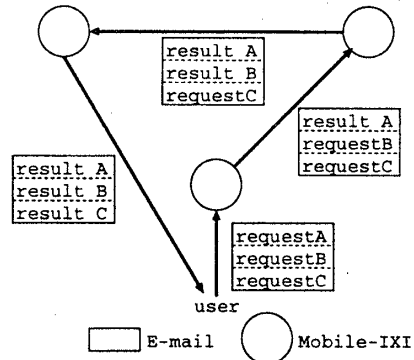 result A
result B
requestC
result A
requestB
requestC
result A
result B
result C
requestA
requestB
requestC
user
E-mail
Mobile-IXI